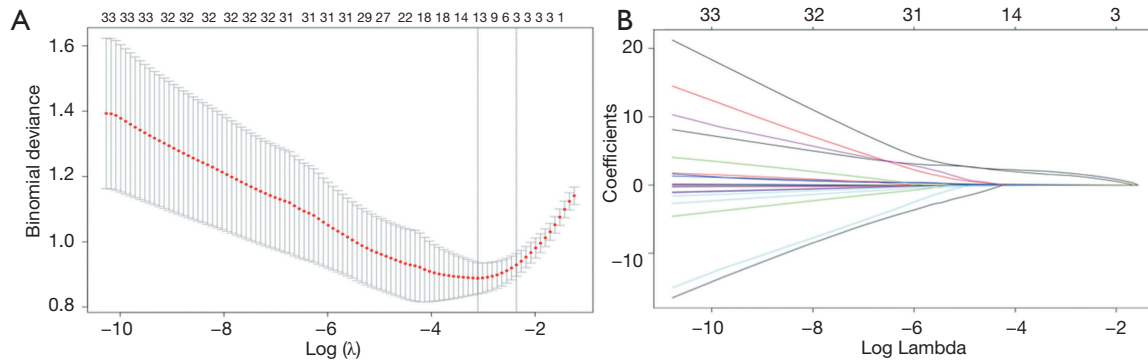 A
33 33 33 32 32 32 32 32 32 31 31 31 31 29 27 22 18 18 14 13 9 6 3 3 3 3 1
1.6
1.4
1.2
1.0
0.8
Binomial deviance
−10 −8 −6 −4 −2
Log (λ)
B
33 32 31 14 3
20
10
0
−10
Coefficients
−10 −8 −6 −4 −2
Log Lambda